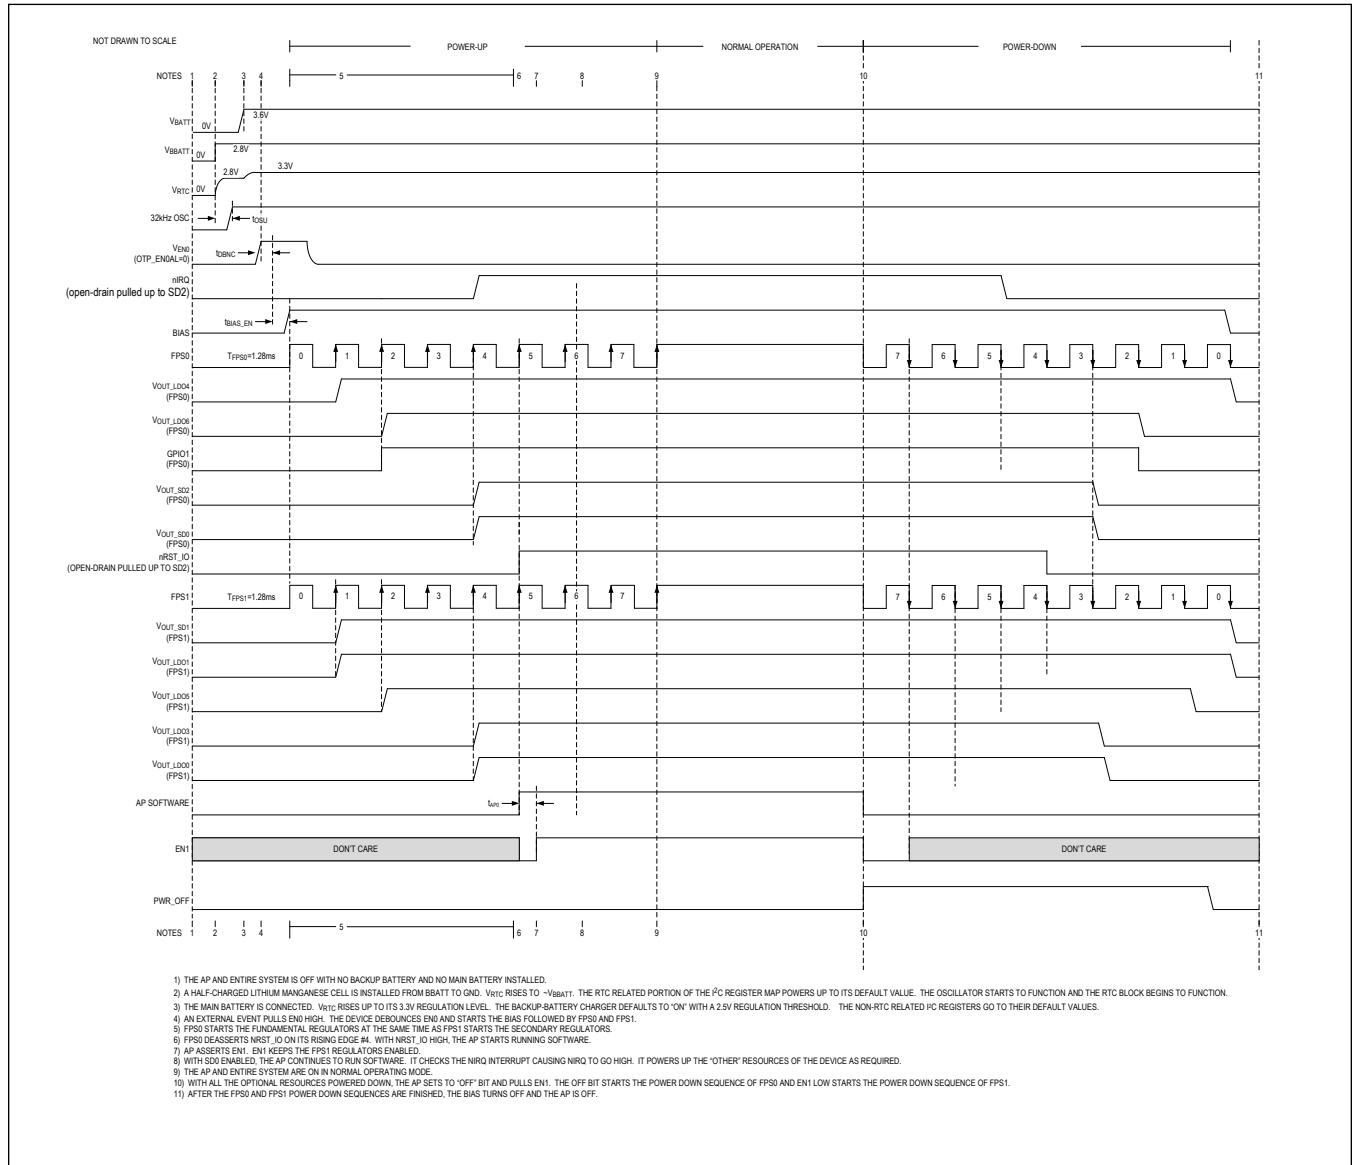 NOT DRAWN TO SCALE
POWER-UP
NORMAL OPERATION
POWER-DOWN
NOTES 1 2 3 4 5 6 7 8 9 10 11
VBATT 0V 3.6V
VBBATT 0V 2.8V
VRTC 0V 2.8V 3.3V
32kHz OSC tOSU
VEN0
(OTP_EN0AL=0)
tDBNC
nIRQ
(open-drain pulled up to SD2)
tBIAS_EN
BIAS
FPS0 TFPS0=1.28ms 0 1 2 3 4 5 6 7 7 6 5 4 3 2 1 0
VOUT_LDO4
(FPS0)
VOUT_LDO6
(FPS0)
GPIO1
(FPS0)
VOUT_SD2
(FPS0)
VOUT_SD0
(FPS0)
nRST_IO
(OPEN-DRAIN PULLED UP TO SD2)
FPS1 TFPS1=1.28ms 0 1 2 3 4 5 6 7 7 6 5 4 3 2 1 0
VOUT_SD1
(FPS1)
VOUT_LDO1
(FPS1)
VOUT_LDO5
(FPS1)
VOUT_LDO3
(FPS1)
VOUT_LDO0
(FPS1)
AP SOFTWARE tAP0
EN1 DON'T CARE DON'T CARE
PWR_OFF
NOTES 1 2 3 4 5 6 7 8 9 10 11
1) THE AP AND ENTIRE SYSTEM IS OFF WITH NO BACKUP BATTERY AND NO MAIN BATTERY INSTALLED.
2) A HALF-CHARGED LITHIUM MANGANESE CELL IS INSTALLED FROM BBATT TO GND. VRTC RISES TO ~VBBATT. THE RTC RELATED PORTION OF THE I²C REGISTER MAP POWERS UP TO ITS DEFAULT VALUE. THE OSCILLATOR STARTS TO FUNCTION AND THE RTC BLOCK BEGINS TO FUNCTION.
3) THE MAIN BATTERY IS CONNECTED. VRTC RISES UP TO ITS 3.3V REGULATION LEVEL. THE BACKUP-BATTERY CHARGER DEFAULTS TO "ON" WITH A 2.5V REGULATION THRESHOLD. THE NON-RTC RELATED I²C REGISTERS GO TO THEIR DEFAULT VALUES.
4) AN EXTERNAL EVENT PULLS EN0 HIGH. THE DEVICE DEBOUNCES EN0 AND STARTS THE BIAS FOLLOWED BY FPS0 AND FPS1.
5) FPS0 STARTS THE FUNDAMENTAL REGULATORS AT THE SAME TIME AS FPS1 STARTS THE SECONDARY REGULATORS.
6) FPS0 DEASSERTS NRST_IO ON ITS RISING EDGE #4. WITH NRST_IO HIGH, THE AP STARTS RUNNING SOFTWARE.
7) AP ASSERTS EN1. EN1 KEEPS THE FPS1 REGULATORS ENABLED.
8) WITH SD0 ENABLED, THE AP CONTINUES TO RUN SOFTWARE. IT CHECKS THE NIRQ INTERRUPT CAUSING NIRQ TO GO HIGH. IT POWERS UP THE "OTHER" RESOURCES OF THE DEVICE AS REQUIRED.
9) THE AP AND ENTIRE SYSTEM ARE ON IN NORMAL OPERATING MODE.
10) WITH ALL THE OPTIONAL RESOURCES POWERED DOWN, THE AP SETS TO "OFF" BIT AND PULLS EN1. THE OFF BIT STARTS THE POWER DOWN SEQUENCE OF FPS0 AND EN1 LOW STARTS THE POWER DOWN SEQUENCE OF FPS1.
11) AFTER THE FPS0 AND FPS1 POWER DOWN SEQUENCES ARE FINISHED, THE BIAS TURNS OFF AND THE AP IS OFF.